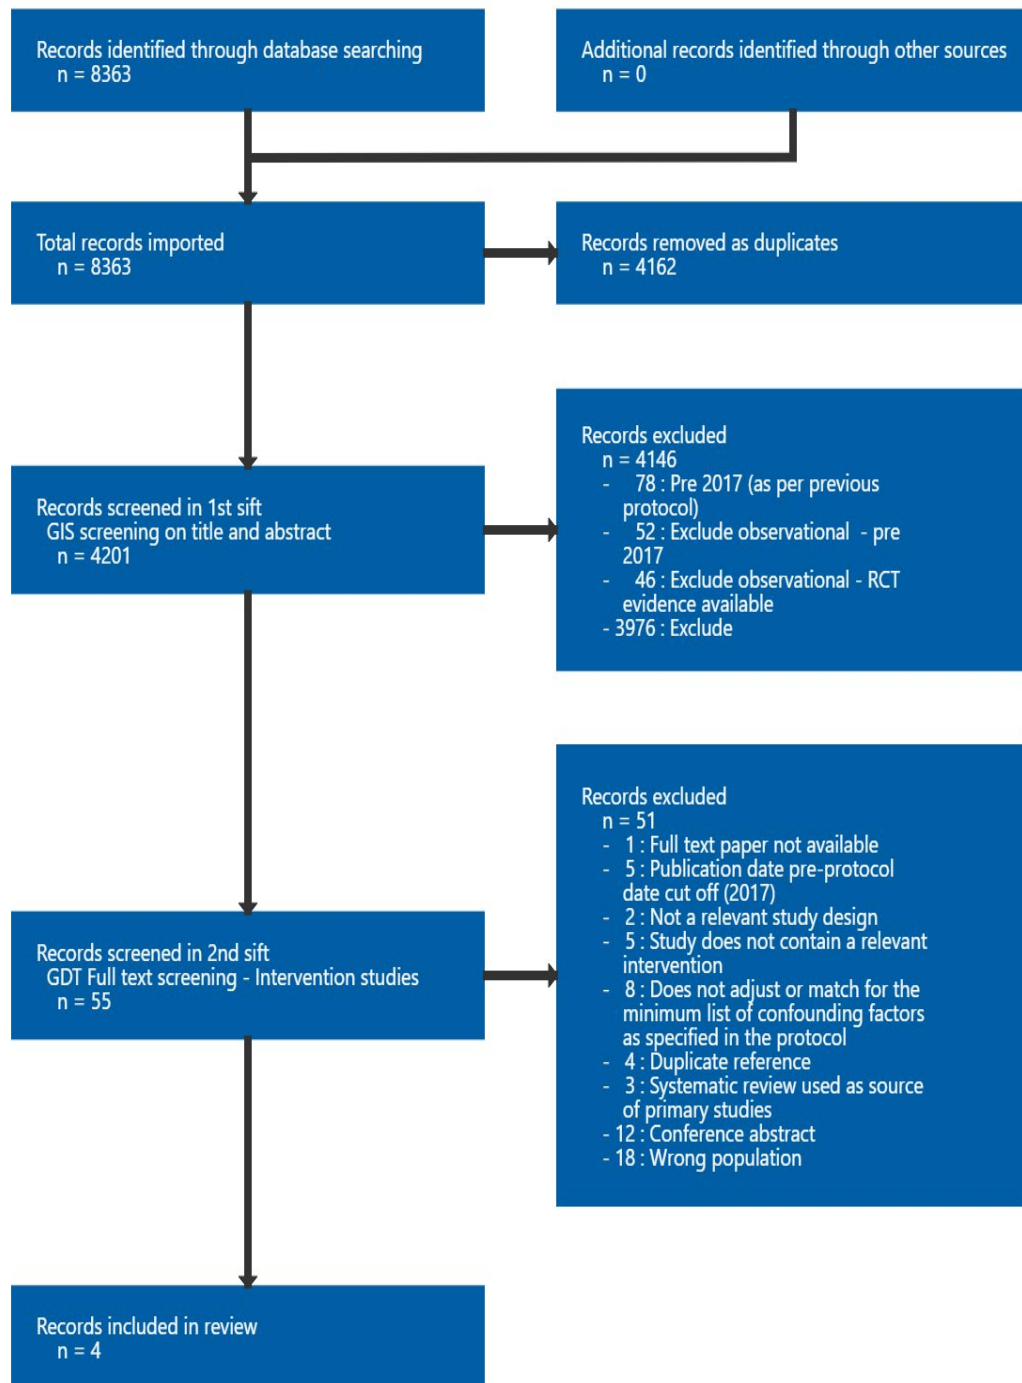 Records identified through database searching
n = 8363
Additional records identified through other sources
n = 0
Total records imported
n = 8363
Records removed as duplicates
n = 4162
Records screened in 1st sift
GIS screening on title and abstract
n = 4201
Records excluded
n = 4146
- 78 : Pre 2017 (as per previous
protocol)
- 52 : Exclude observational - pre
2017
- 46 : Exclude observational - RCT
evidence available
- 3976 : Exclude
Records screened in 2nd sift
GDT Full text screening - Intervention studies
n = 55
Records excluded
n = 51
- 1 : Full text paper not available
- 5 : Publication date pre-protocol
date cut off (2017)
- 2 : Not a relevant study design
- 5 : Study does not contain a relevant
intervention
- 8 : Does not adjust or match for the
minimum list of confounding factors
as specified in the protocol
- 4 : Duplicate reference
- 3 : Systematic review used as source
of primary studies
- 12 : Conference abstract
- 18 : Wrong population
Records included in review
n = 4